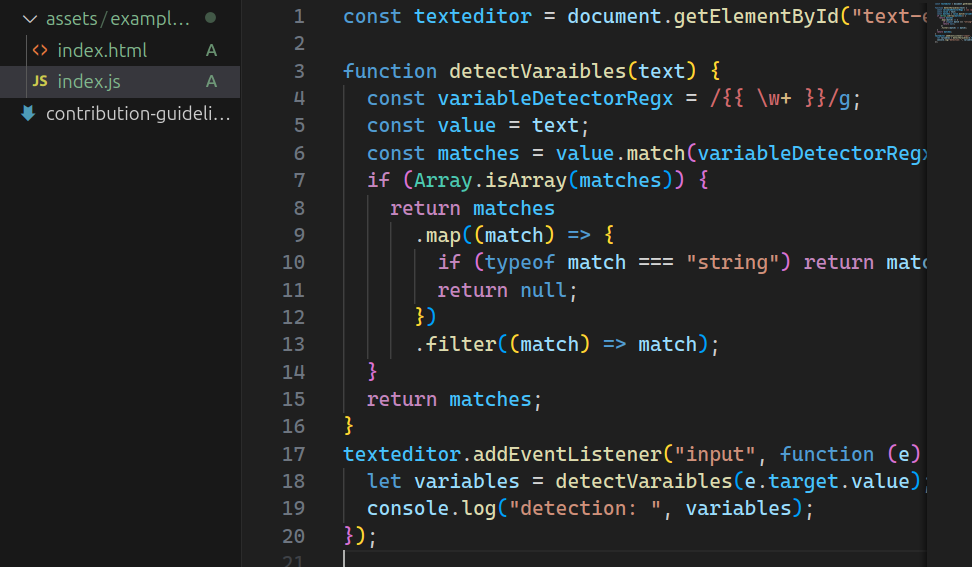 assets/exampl...
<> index.html A
JS index.js A
contribution-guideli...
1 const texteditor = document.getElementById("text-e
2
3 function detectVaraibles(text) {
4 const variableDetectorRegx = /{{ \w+ }}/g;
5 const value = text;
6 const matches = value.match(variableDetectorRegx
7 if (Array.isArray(matches)) {
8 return matches
9 .map((match) => {
10 if (typeof match === "string") return matc
11 return null;
12 })
13 .filter((match) => match);
14 }
15 return matches;
16 }
17 texteditor.addEventListener("input", function (e)
18 let variables = detectVaraibles(e.target.value);
19 console.log("detection: ", variables);
20 });
21